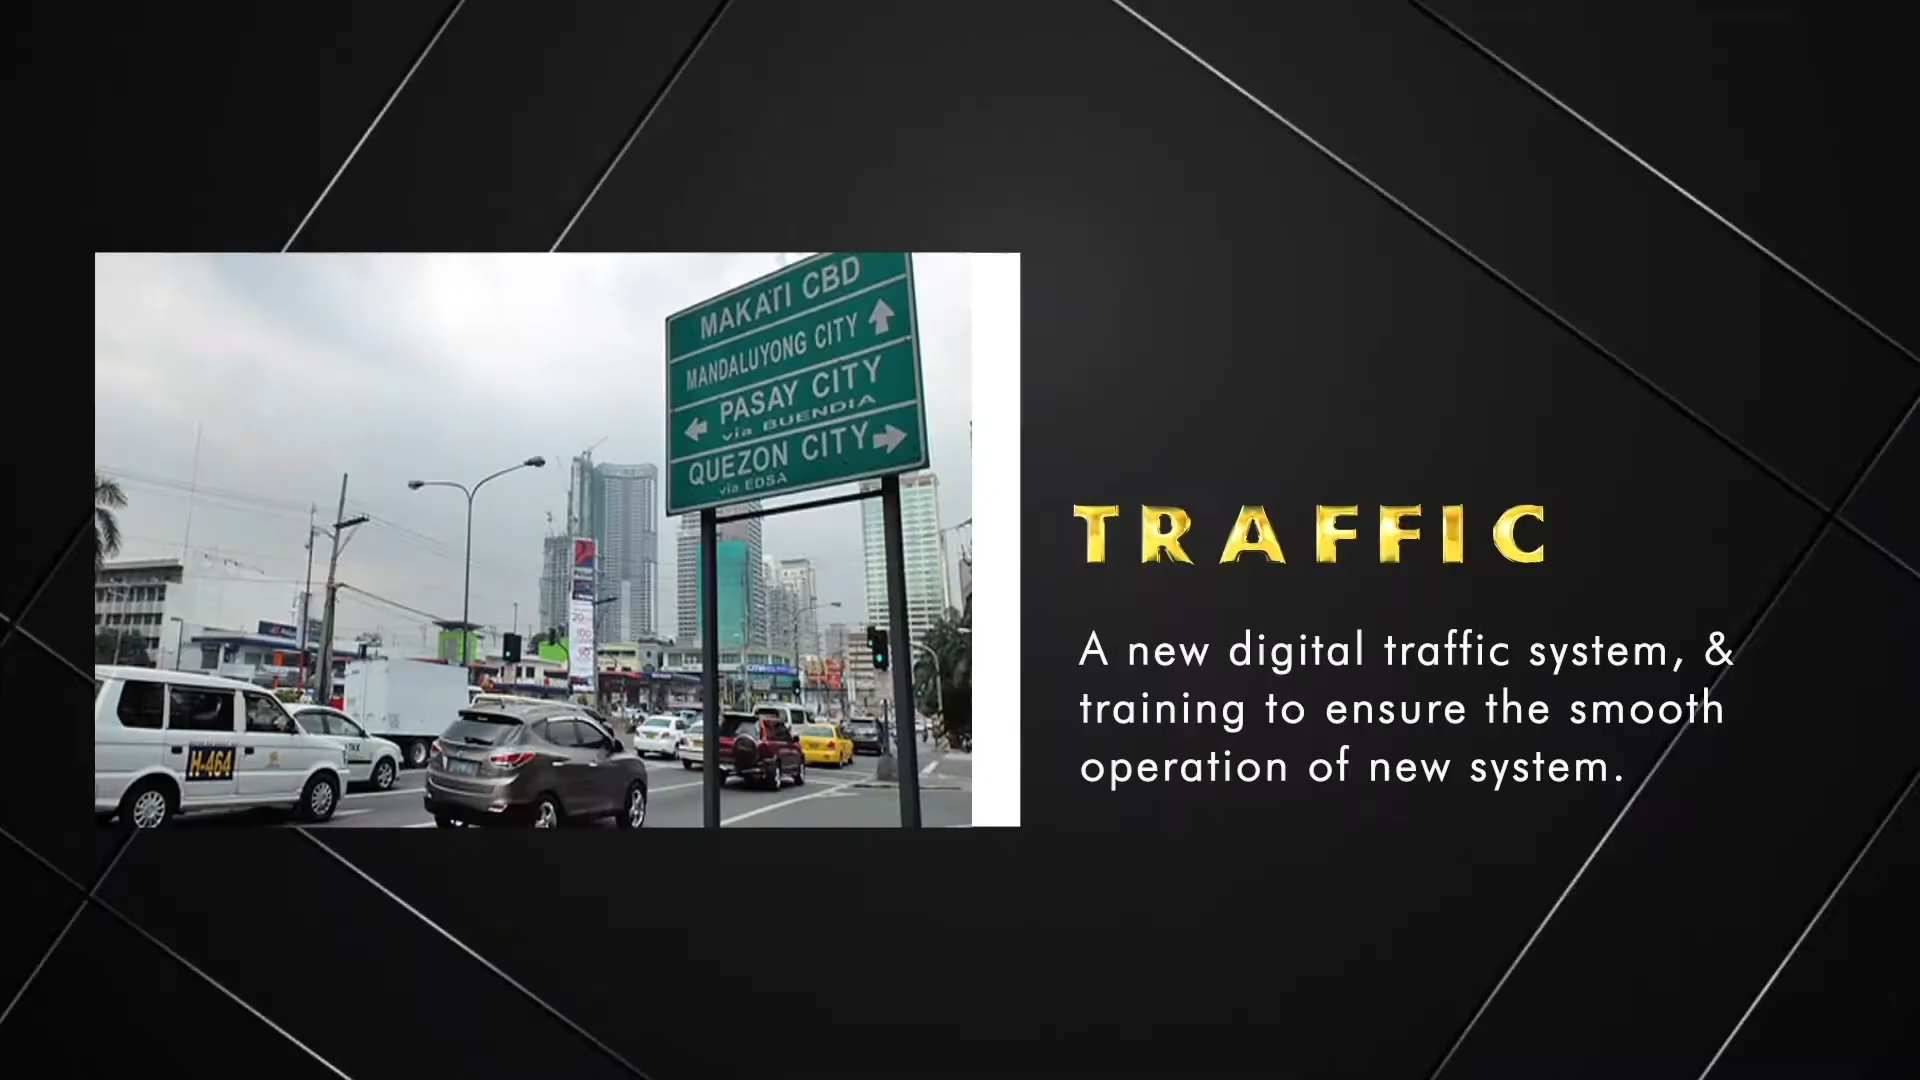 MAKATI CBD
MANDALUYONG CITY
PASAY CITY
via BUENDIA
QUEZON CITY
via EDSA
H-464
TRAFFIC
A new digital traffic system, &
training to ensure the smooth
operation of new system.